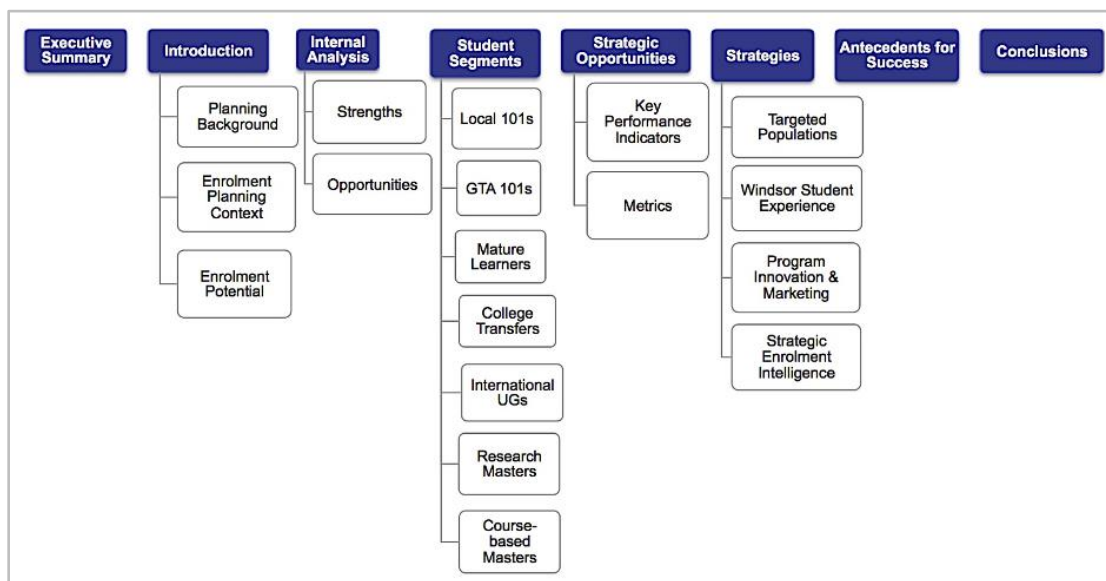 Executive
Summary
Introduction
Planning
Background
Enrolment
Planning
Context
Enrolment
Potential
Internal
Analysis
Strengths
Opportunities
Student
Segments
Local 101s
GTA 101s
Mature
Learners
College
Transfers
International
UGs
Research
Masters
Course-
based
Masters
Strategic
Opportunities
Key
Performance
Indicators
Metrics
Strategies
Targeted
Populations
Windsor Student
Experience
Program
Innovation &
Marketing
Strategic
Enrolment
Intelligence
Antecedents for
Success
Conclusions